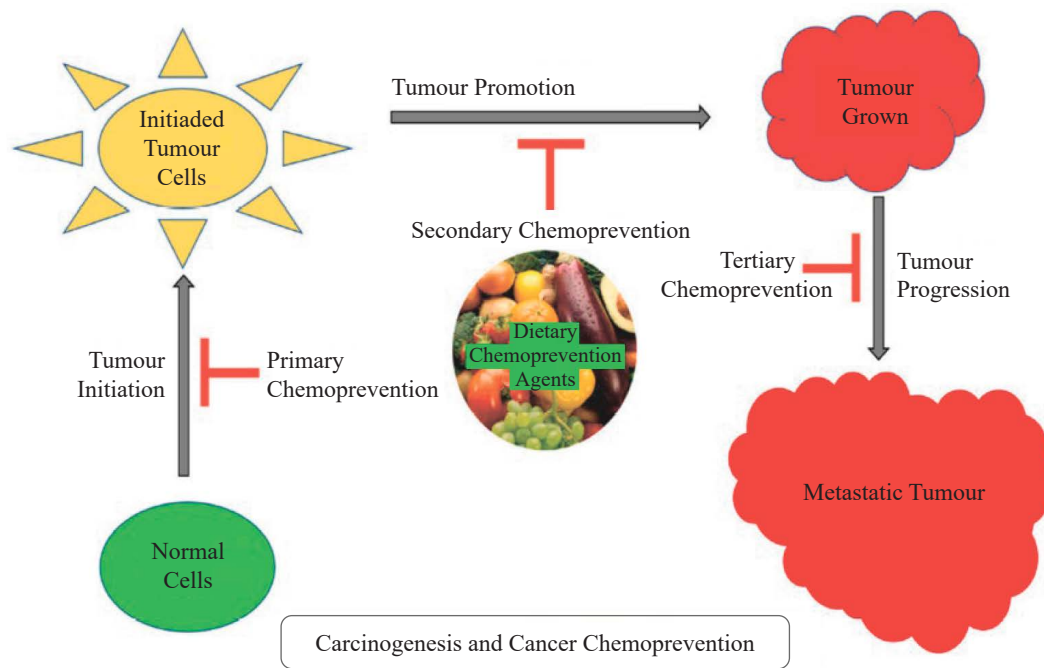 Tumour Promotion
Initiaded
Tumour
Cells
Tumour
Grown
Secondary Chemoprevention
Tertiary
Chemoprevention
Tumour
Progression
Dietary
Chemoprevention
Agents
Tumour
Initiation
Primary
Chemoprevention
Metastatic Tumour
Normal
Cells
Carcinogenesis and Cancer Chemoprevention